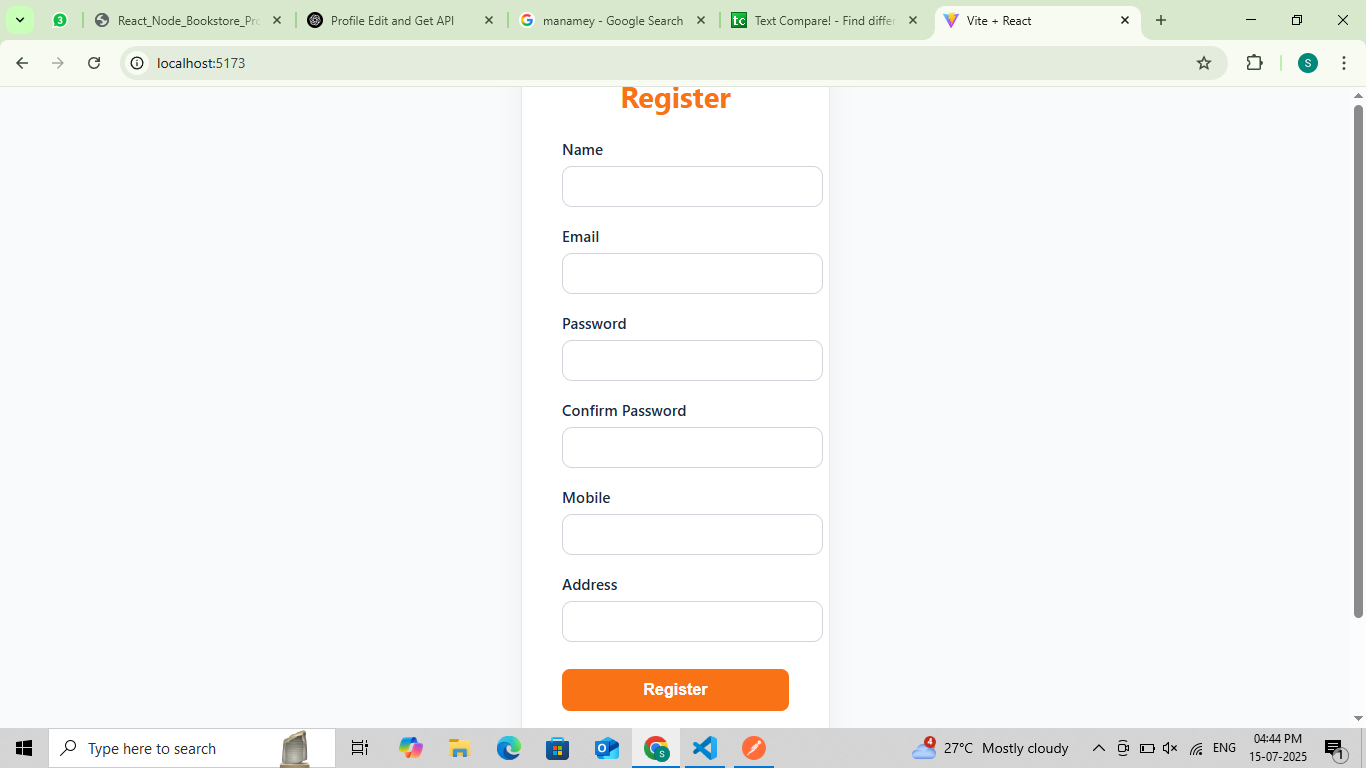 3
React_Node_Bookstore_Pro
Profile Edit and Get API
manamey - Google Search
tc
Text Compare! - Find differ
Vite + React
localhost:5173
S
Register
Name
Email
Password
Confirm Password
Mobile
Address
Register
Type here to search
S
4
27°C Mostly cloudy
ENG
04:44 PM
15-07-2025
1